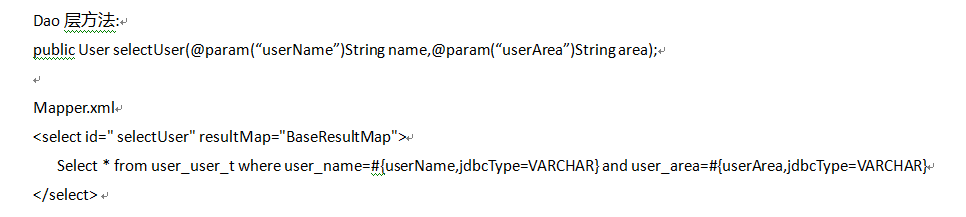 Dao 层方法:
public User selectUser(@param(“userName”)String name,@param(“userArea”)String area);
Mapper.xml
<select id=" selectUser" resultMap="BaseResultMap">
Select * from user_user_t where user_name=#{userName,jdbcType=VARCHAR} and user_area=#{userArea,jdbcType=VARCHAR}
</select>